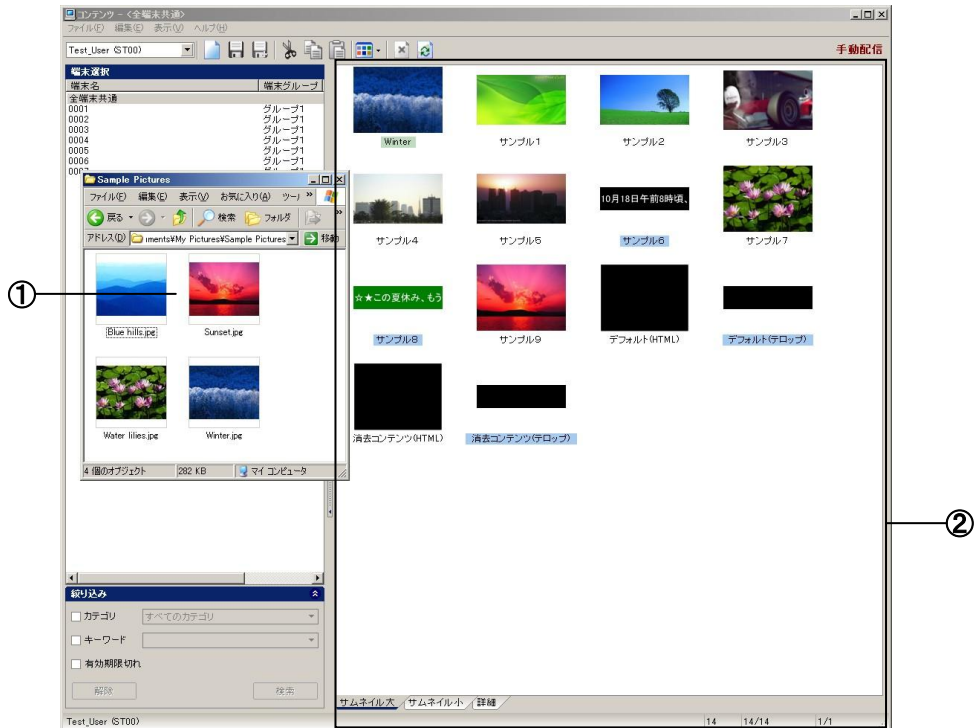 コンテンツ - <全端末共通>
ファイル(F) 編集(E) 表示(V) ヘルプ(H)
Test_User (ST00)
手動配信
端末選択
端末名 端末グループ
全端末共通
0001 グループ1
0002 グループ1
0003 グループ1
0004 グループ1
0005 グループ1
0006 グループ1
Sample Pictures
ファイル(F) 編集(E) 表示(V) お気に入り(A) ツール »
戻る 検索 フォルダ »
アドレス(D) uments¥My Pictures¥Sample Pictures 移動
①
Blue hills.jpg Sunset.jpg
Water lilies.jpg Winter.jpg
4 個のオブジェクト 282 KB マイ コンピュータ
Winter サンプル1 サンプル2 サンプル3
10月18日午前8時頃、
サンプル4 サンプル5 サンプル6 サンプル7
☆★この夏休み、もう
サンプル8 サンプル9 デフォルト(HTML) デフォルト(テロップ)
消去コンテンツ(HTML) 消去コンテンツ(テロップ)
②
絞り込み
カテゴリ すべてのカテゴリ
キーワード
有効期限切れ
解除 検索
サムネイル大 サムネイル小 詳細
Test_User (ST00) 14 14/14 1/1